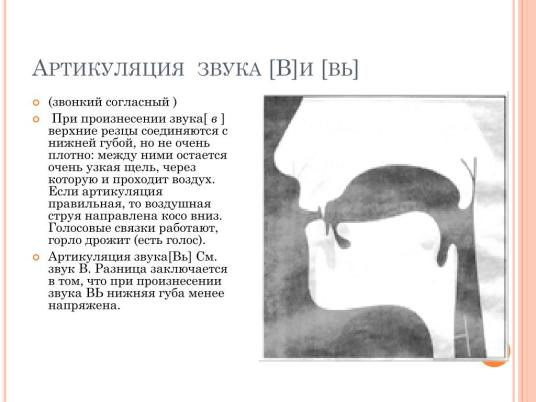 Артикуляция звука [В]и [вь]
(звонкий согласный )
При произнесении звука[ в ]
верхние резцы соединяются с
нижней губой, но не очень
плотно: между ними остается
очень узкая щель, через
которую и проходит воздух.
Если артикуляция
правильная, то воздушная
струя направлена косо вниз.
Голосовые связки работают,
горло дрожит (есть голос).
Артикуляция звука[Вь] См.
звук В. Разница заключается
в том, что при произнесении
звука ВЬ нижняя губа менее
напряжена.